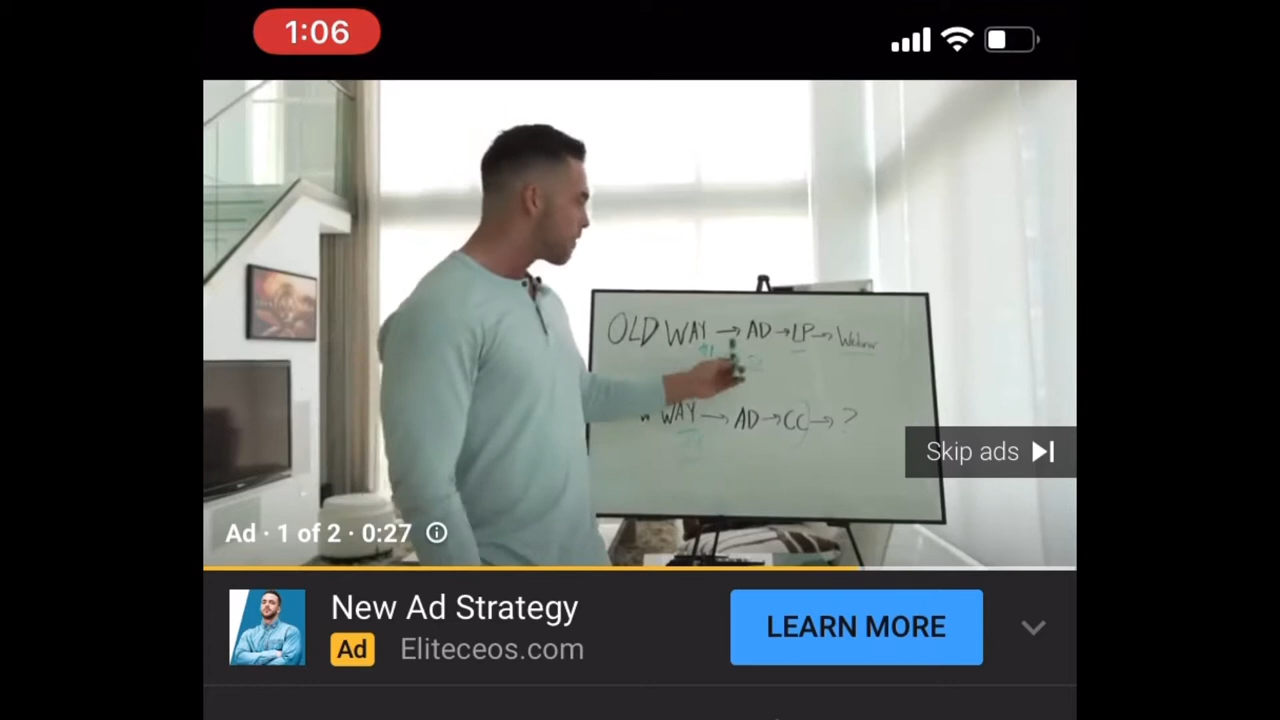 1:06
OLD WAY → AD → LP → Webinar
WAY → AD → CC → ?
Skip ads
Ad · 1 of 2 · 0:27
New Ad Strategy
LEARN MORE
Ad Eliteceos.com